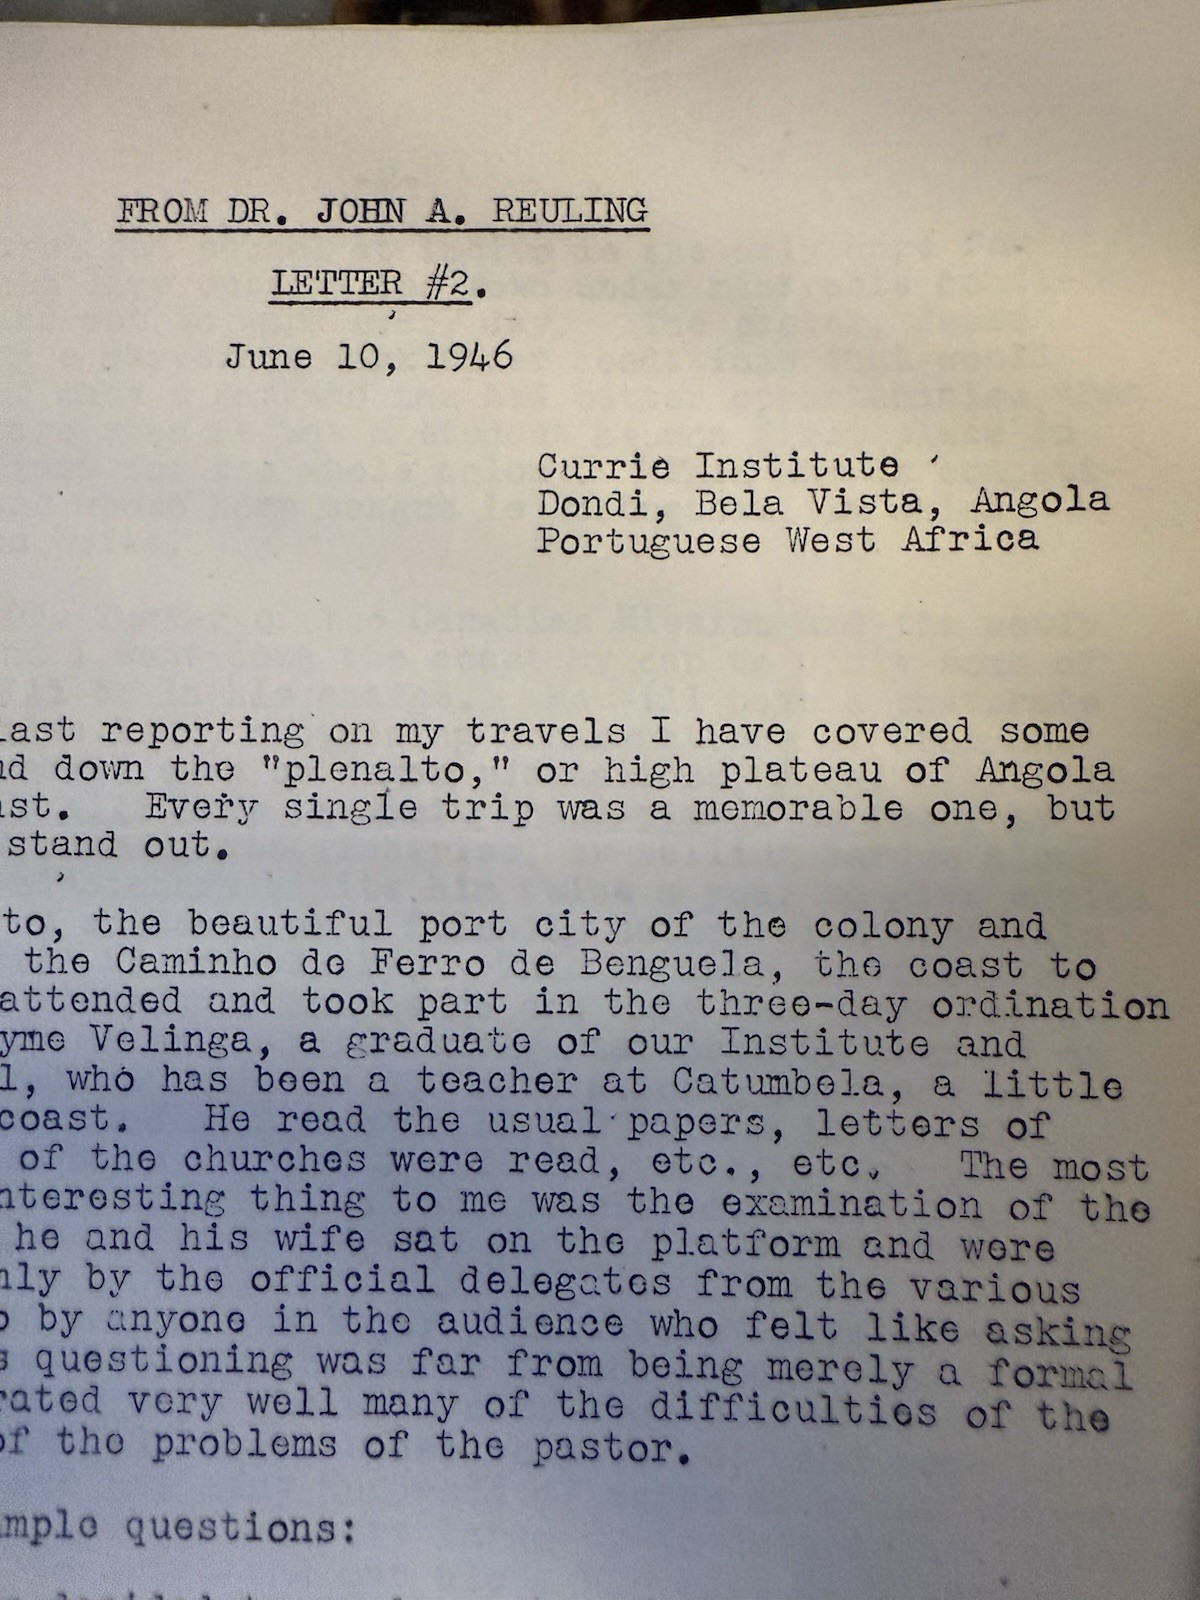 FROM DR. JOHN A. REULING
LETTER #2.
June 10, 1946
Currie Institute
Dondi, Bela Vista, Angola
Portuguese West Africa
last reporting on my travels I have covered some
down the "plenalto," or high plateau of Angola
Every single trip was a memorable one, but
stand out.
to, the beautiful port city of the colony and
the Caminho de Ferro de Benguela, the coast to
attended and took part in the three-day ordination
yme Velinga, a graduate of our Institute and
l, who has been a teacher at Catumbela, a little
coast. He read the usual papers, letters of
of the churches were read, etc., etc. The most
nteresting thing to me was the examination of the
he and his wife sat on the platform and were
nly by the official delegates from the various
by anyone in the audience who felt like asking
questioning was far from being merely a formal
rated very well many of the difficulties of the
of the problems of the pastor.
mple questions: